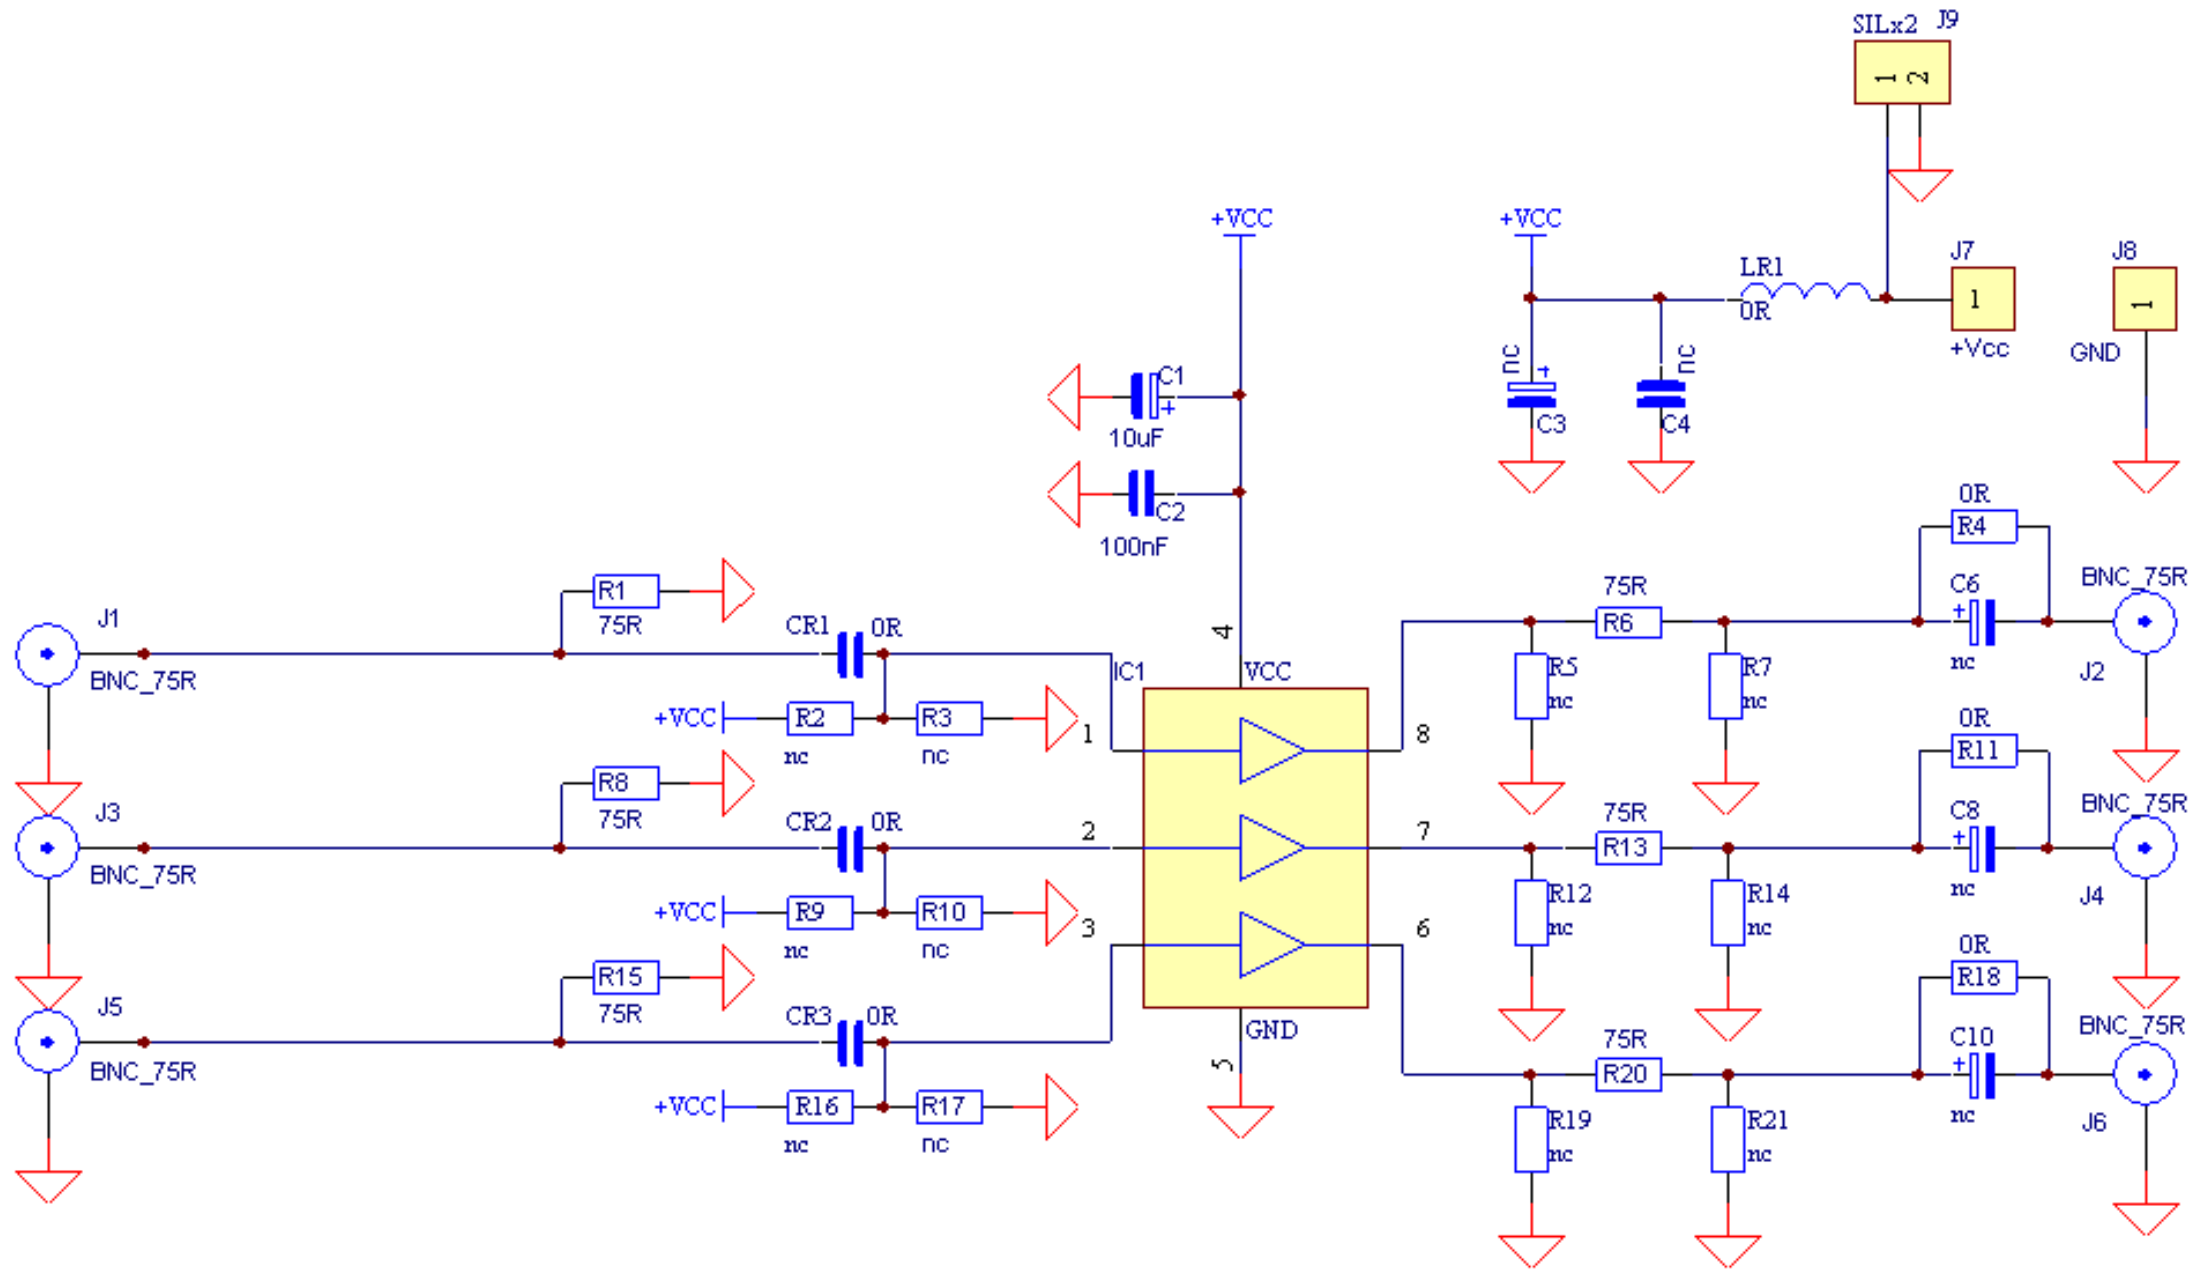 SILx2 J9
1 2
+VCC
+VCC
J7
J8
LR1
0R
1
1
+Vcc
GND
nc
+
C3
nc
C4
C1
+
10uF
C2
100nF
J1
BNC_75R
R1
75R
CR1 0R
+VCC R2 R3
nc nc
J3
BNC_75R
R8
75R
CR2 0R
+VCC R9 R10
nc nc
J5
BNC_75R
R15
75R
CR3 0R
+VCC R16 R17
nc nc
IC1
4
VCC
1
2
3
8
7
6
GND
5
75R
R6
R5
nc
R7
nc
0R
R4
C6
+
nc
BNC_75R
J2
75R
R13
R12
nc
R14
nc
0R
R11
C8
+
nc
BNC_75R
J4
75R
R20
R19
nc
R21
nc
0R
R18
C10
+
nc
BNC_75R
J6